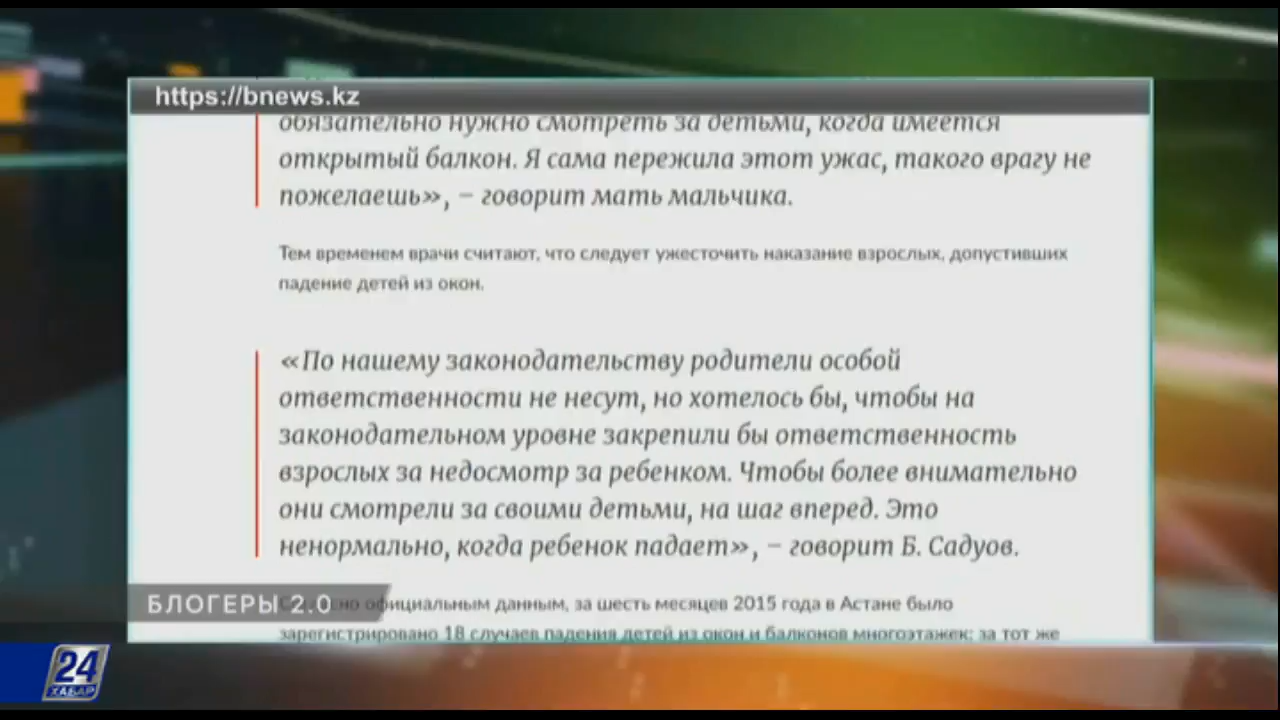 https://bnews.kz
обязательно нужно смотреть за детьми, когда имеется
открытый балкон. Я сама пережила этот ужас, такого врагу не
пожелаешь», – говорит мать мальчика.
Тем временем врачи считают, что следует ужесточить наказание взрослых, допустивших
падение детей из окон.
«По нашему законодательству родители особой
ответственности не несут, но хотелось бы, чтобы на
законодательном уровне закрепили бы ответственность
взрослых за недосмотр за ребенком. Чтобы более внимательно
они смотрели за своими детьми, на шаг вперед. Это
ненормально, когда ребенок падает», – говорит Б. Садуов.
официальным данным, за шесть месяцев 2015 года в Астане было
зарегистрировано 18 случаев падения детей из окон и балконов многоэтажек; за тот же
БЛОГЕРЫ 2.0
24
ХАБАР